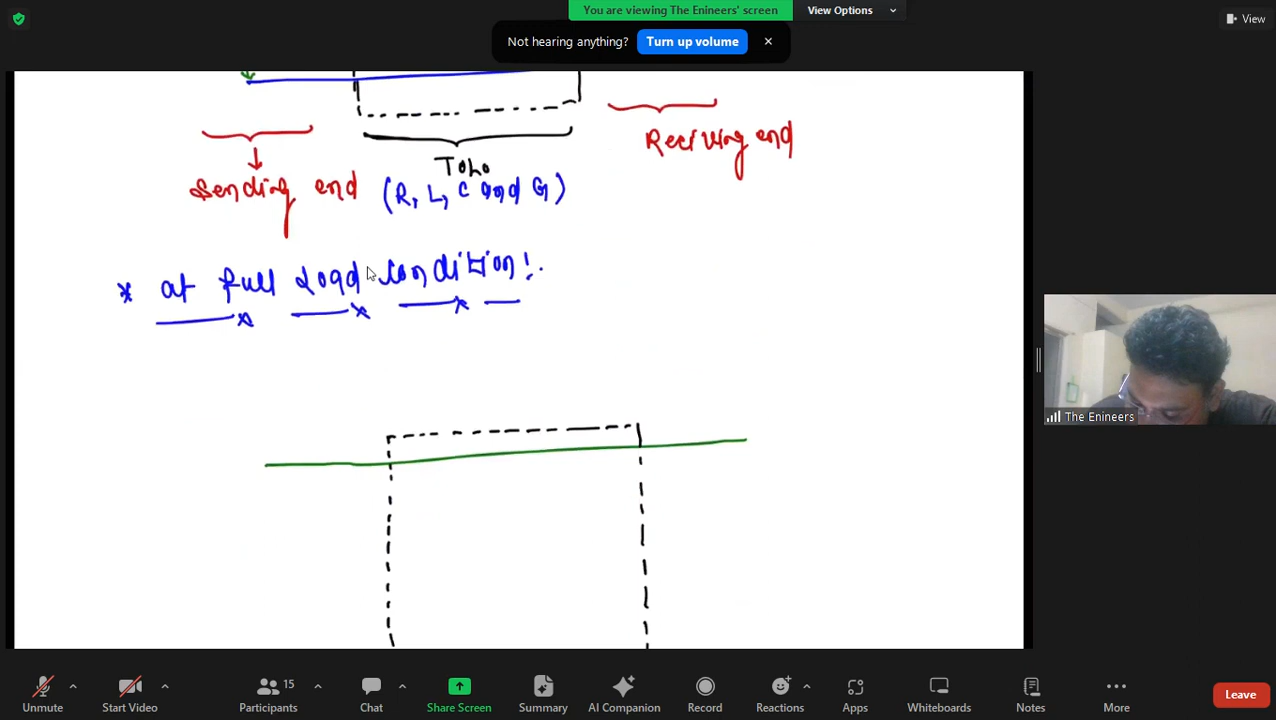 You are viewing The Enineers' screen
View Options
View
Not hearing anything?
Turn up volume
Receiving end
Sending end
(R, L, C and G)
* at full load condition!.
The Enineers
Unmute
Start Video
15
Participants
Chat
Share Screen
Summary
AI Companion
Record
Reactions
Apps
Whiteboards
Notes
More
Leave